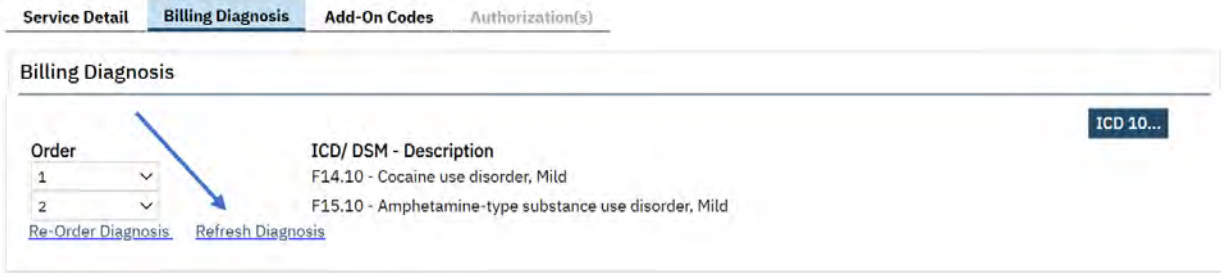 Service Detail Billing Diagnosis Add-On Codes Authorization(s)
Billing Diagnosis
ICD 10...
Order ICD/ DSM - Description
1 F14.10 - Cocaine use disorder, Mild
2 F15.10 - Amphetamine-type substance use disorder, Mild
Re-Order Diagnosis Refresh Diagnosis